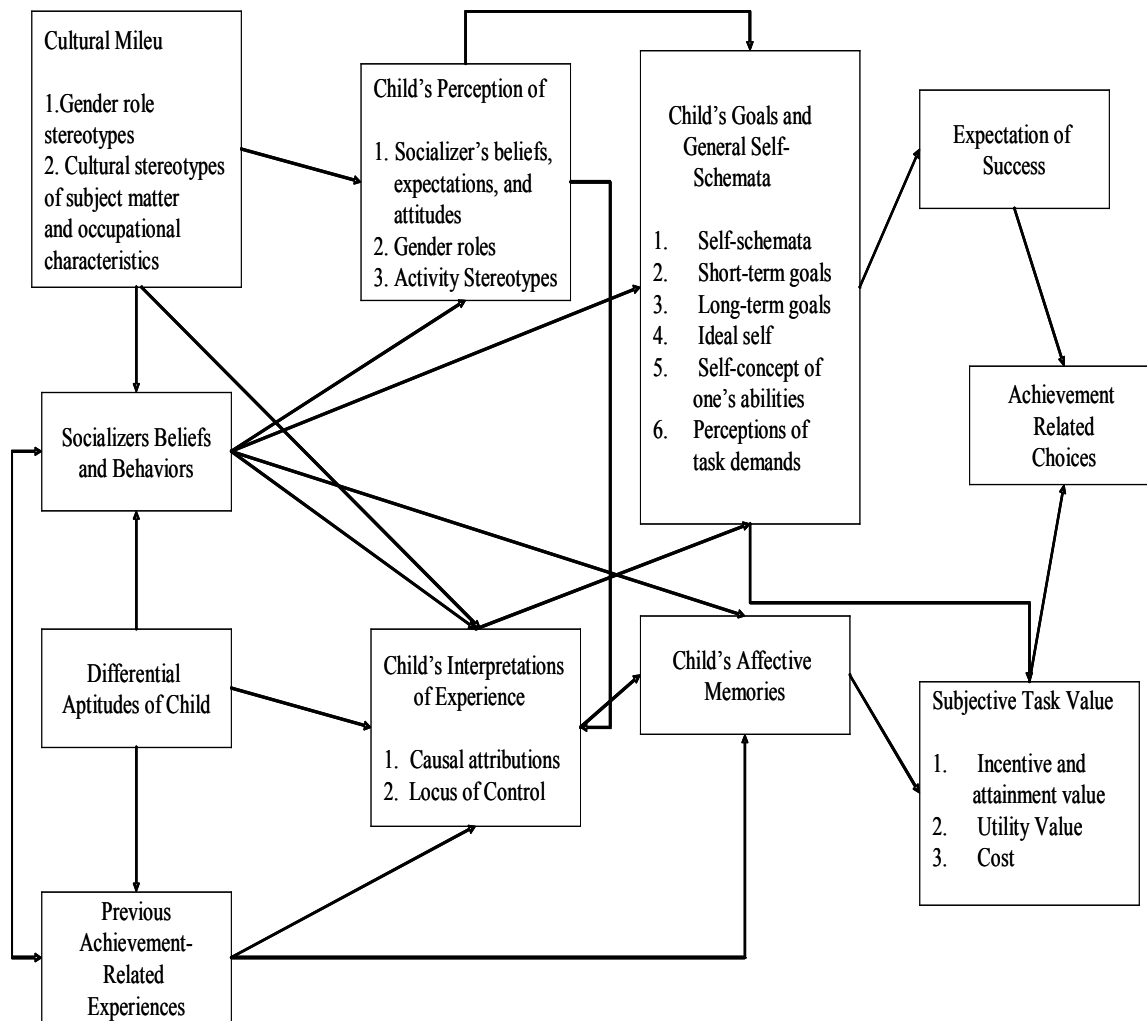 Cultural Mileu
1.Gender role
stereotypes
2. Cultural stereotypes
of subject matter
and occupational
characteristics
Child's Perception of
1. Socializer's beliefs,
expectations, and
attitudes
2. Gender roles
3. Activity Stereotypes
Child's Goals and
General Self-
Schemata
1. Self-schemata
2. Short-term goals
3. Long-term goals
4. Ideal self
5. Self-concept of
one's abilities
6. Perceptions of
task demands
Expectation of
Success
Achievement
Related
Choices
Socializers Beliefs
and Behaviors
Differential
Aptitudes of Child
Child's Interpretations
of Experience
1. Causal attributions
2. Locus of Control
Child's Affective
Memories
Subjective Task Value
1. Incentive and
attainment value
2. Utility Value
3. Cost
Previous
Achievement-
Related
Experiences